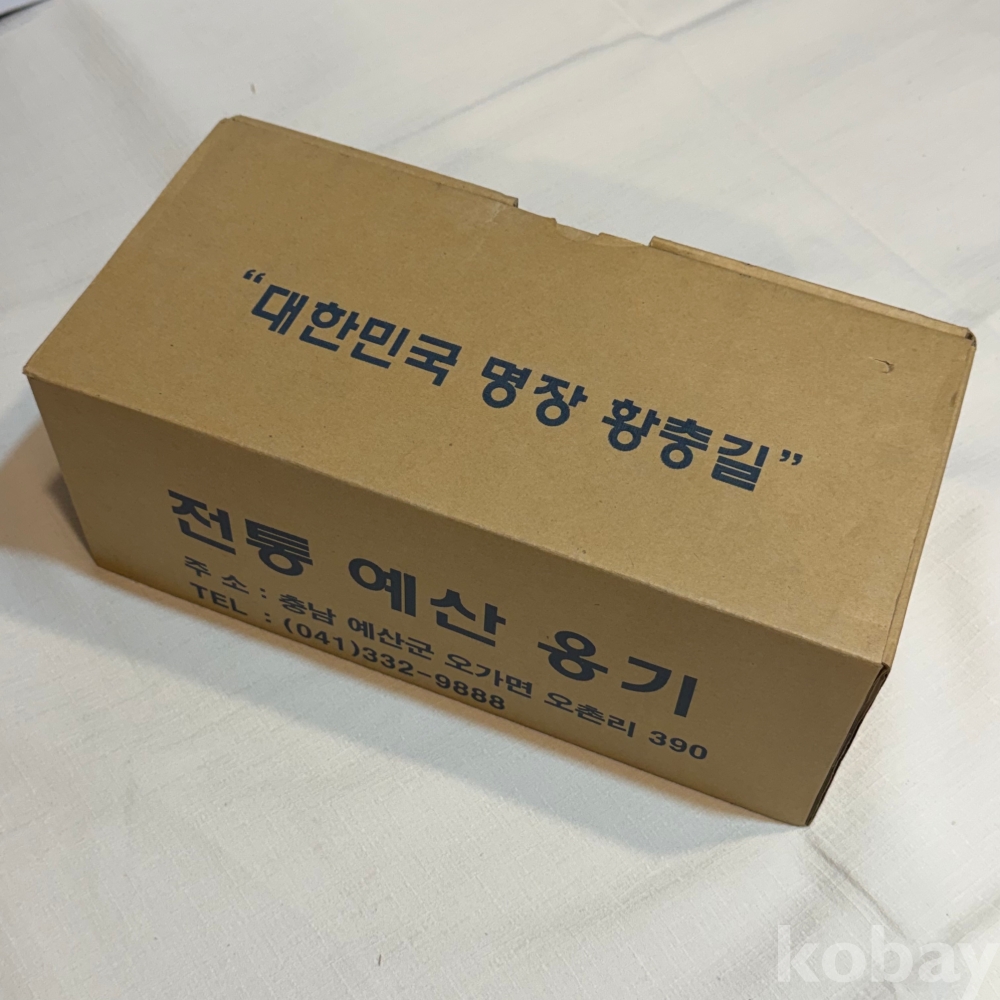 “대한민국 명장 황충길”
전통 예산 옹기
주 소 : 충남 예산군 오가면 오촌리 390
TEL : (041)332-9888
kobay